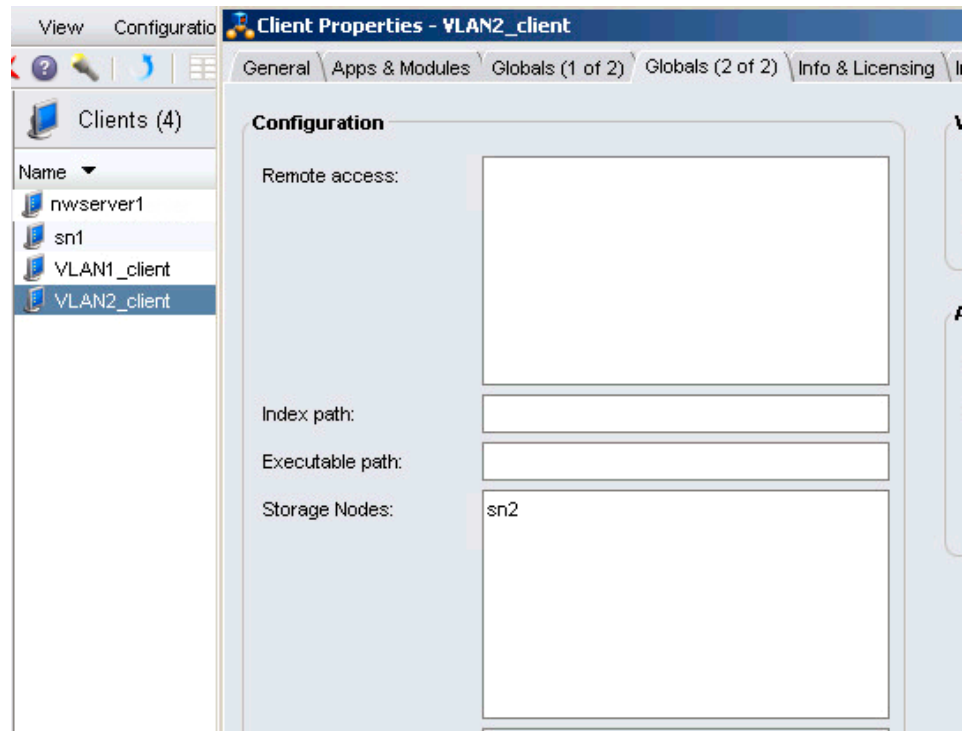 View Configuratio
Client Properties - VLAN2_client
General Apps & Modules Globals (1 of 2) Globals (2 of 2) Info & Licensing
Clients (4)
Name
nwserver1
sn1
VLAN1_client
VLAN2_client
Configuration
Remote access:
Index path:
Executable path:
Storage Nodes:
sn2